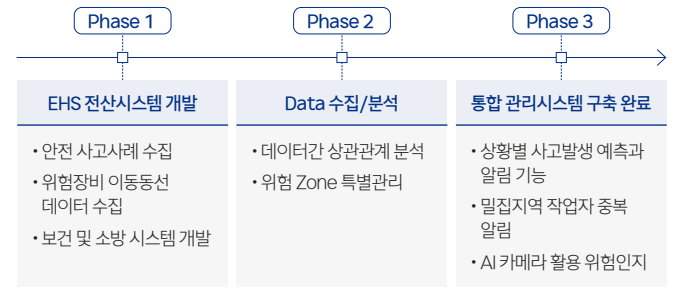 Phase 1
Phase 2
Phase 3
EHS 전산시스템 개발
• 안전 사고사례 수집
• 위험장비 이동동선
데이터 수집
• 보건 및 소방 시스템 개발
Data 수집/분석
• 데이터간 상관관계 분석
• 위험 Zone 특별관리
통합 관리시스템 구축 완료
• 상황별 사고발생 예측과
알림 기능
• 밀집지역 작업자 중복
알림
• AI 카메라 활용 위험인지